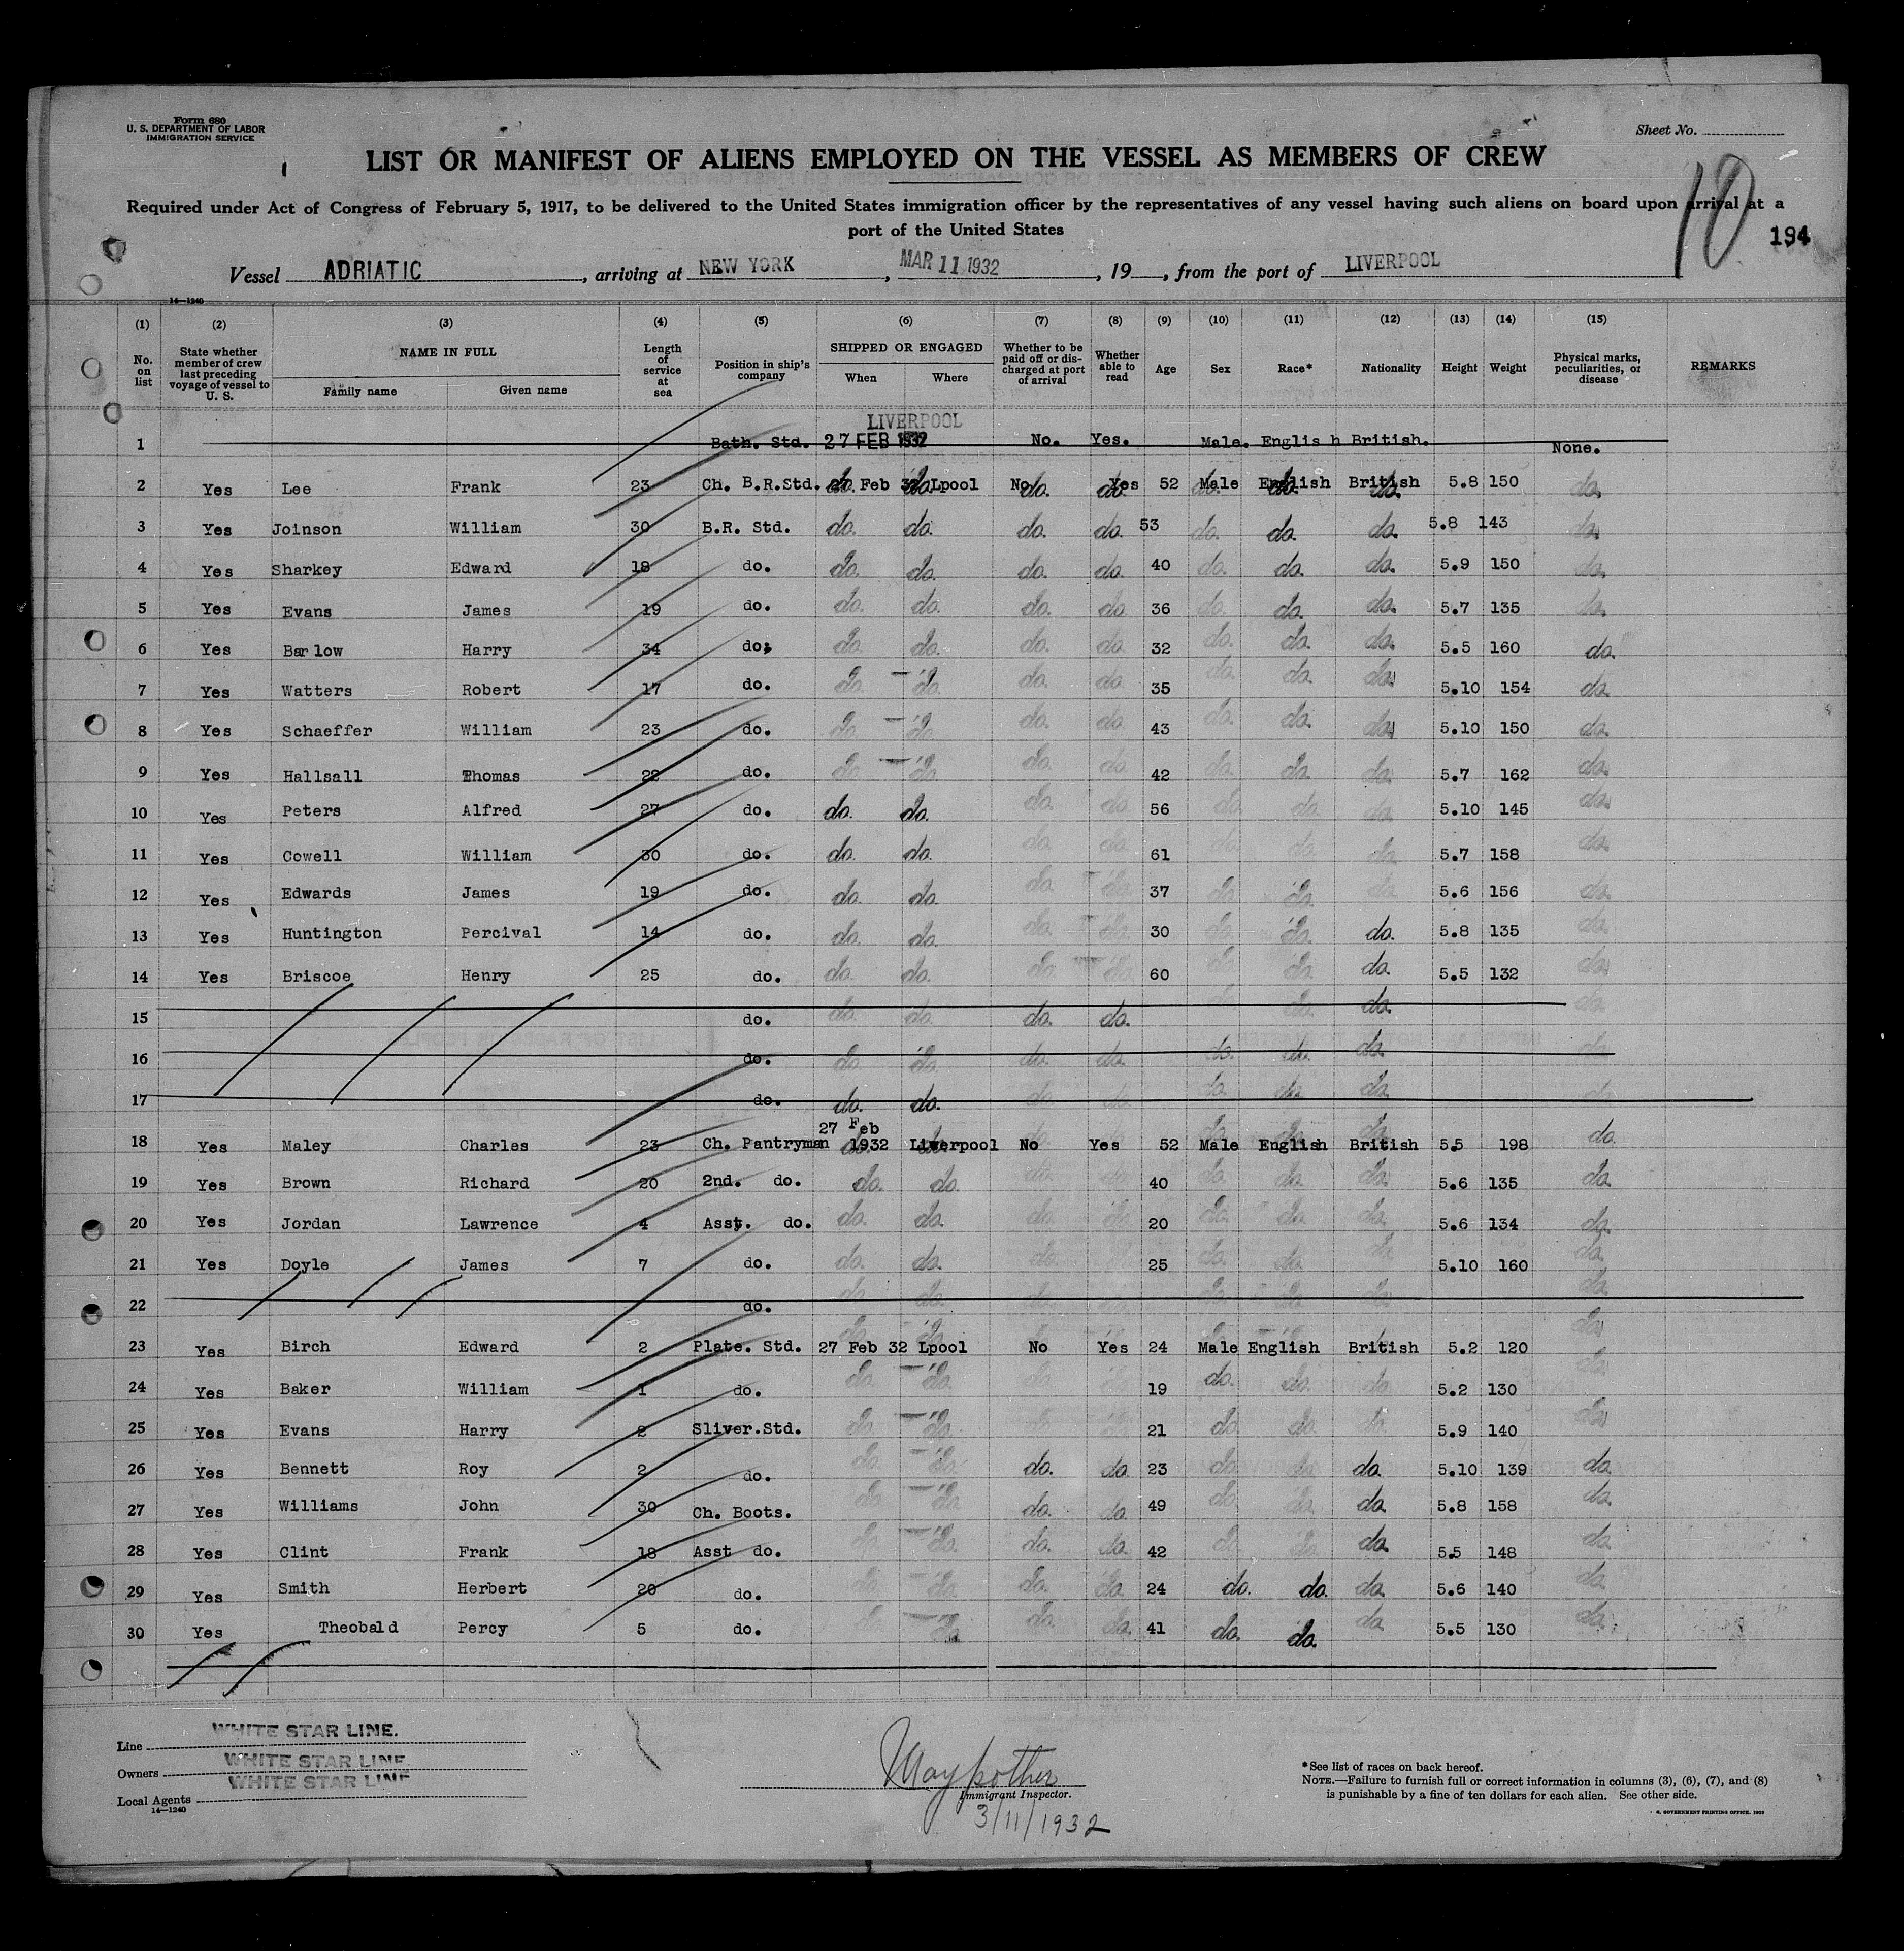 Form 680
U. S. DEPARTMENT OF LABOR
IMMIGRATION SERVICE
Sheet No.
LIST OR MANIFEST OF ALIENS EMPLOYED ON THE VESSEL AS MEMBERS OF CREW
10
Required under Act of Congress of February 5, 1917, to be delivered to the United States immigration officer by the representatives of any vessel having such aliens on board upon arrival at a
port of the United States
194
Vessel ADRIATIC, arriving at NEW YORK, MAR 11 1932, 19, from the port of LIVERPOOL
14—1240
(1) (2) (3) (4) (5) (6) (7) (8) (9) (10) (11) (12) (13) (14) (15)
No. on list State whether member of crew last preceding voyage of vessel to U. S. NAME IN FULL Family name Given name Length of service at sea Position in ship's company SHIPPED OR ENGAGED When Where Whether to be paid off or discharged at port of arrival Whether able to read Age Sex Race* Nationality Height Weight Physical marks, peculiarities, or disease REMARKS
LIVERPOOL
1 Bath. Std. 27 FEB 1932 No. Yes. Male. Englis h British. None.
2 Yes Lee Frank 23 Ch. B.R.Std. 27 Feb 32 Lpool No Yes 52 Male English British 5.8 150 do.
3 Yes Joinson William 30 B.R. Std. do. do. do. do. 53 do. do. do. 5.8 143 do.
4 Yes Sharkey Edward 18 do. do. do. do. do. 40 do. do. do. 5.9 150 do.
5 Yes Evans James 19 do. do. do. do. do. 36 do. do. do. 5.7 135 do.
6 Yes Barlow Harry 34 do; do. do. do. do. 32 do. do. do. 5.5 160 do.
7 Yes Watters Robert 17 do. do. do. do. do. 35 do. do. do. 5.10 154 do.
8 Yes Schaeffer William 23 do. do. do. do. do. 43 do. do. do. 5.10 150 do.
9 Yes Hallsall Thomas 22 do. do. do. do. do. 42 do. do. do. 5.7 162 do.
10 Yes Peters Alfred 27 do. do. do. do. do. 56 do. do. do. 5.10 145 do.
11 Yes Cowell William 30 do. do. do. do. do. 61 do. do. do. 5.7 158 do.
12 Yes Edwards James 19 do. do. do. do. do. 37 do. do. do. 5.6 156 do.
13 Yes Huntington Percival 14 do. do. do. do. do. 30 do. do. do. 5.8 135 do.
14 Yes Briscoe Henry 25 do. do. do. do. do. 60 do. do. do. 5.5 132 do.
15 do. do. do. do. do. do. do. do. do.
16 do. do. do. do. do. do. do. do. do.
17 do. do. do. do. do. do. do. do. do.
18 Yes Maley Charles 23 Ch. Pantryman 27 Feb 1932 Liverpool No Yes 52 Male English British 5.5 198 do.
19 Yes Brown Richard 20 2nd. do. do. do. do. do. 40 do. do. do. 5.6 135 do.
20 Yes Jordan Lawrence 4 Asst. do. do. do. do. do. 20 do. do. do. 5.6 134 do.
21 Yes Doyle James 7 do. do. do. do. do. 25 do. do. do. 5.10 160 do.
22 do. do. do. do. do. do. do. do. do.
23 Yes Birch Edward 2 Plate. Std. 27 Feb 32 Lpool No Yes 24 Male English British 5.2 120 do.
24 Yes Baker William 1 do. do. do. do. do. 19 do. do. do. 5.2 130 do.
25 Yes Evans Harry 2 Sliver.Std. do. do. do. do. 21 do. do. do. 5.9 140 do.
26 Yes Bennett Roy 2 do. do. do. do. do. 23 do. do. do. 5.10 139 do.
27 Yes Williams John 30 Ch. Boots. do. do. do. do. 49 do. do. do. 5.8 158 do.
28 Yes Clint Frank 18 Asst do. do. do. do. do. 42 do. do. do. 5.5 148 do.
29 Yes Smith Herbert 20 do. do. do. do. do. 24 do. do. do. 5.6 140 do.
30 Yes Theobald Percy 5 do. do. do. do. do. 41 do. do. do. 5.5 130 do.
Line WHITE STAR LINE.
Owners WHITE STAR LINE.
Local Agents WHITE STAR LINE
14—1240
Immigrant Inspector.
3/11/1932
*See list of races on back hereof.
NOTE.—Failure to furnish full or correct information in columns (3), (6), (7), and (8)
is punishable by a fine of ten dollars for each alien. See other side.